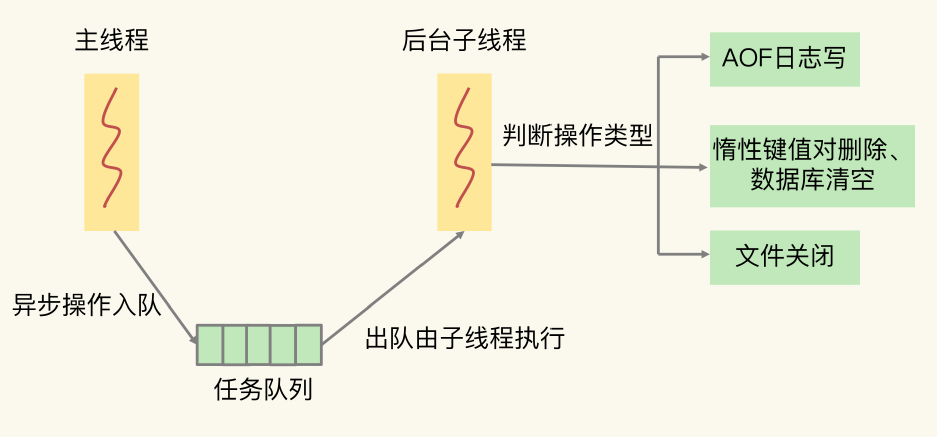 主线程
后台子线程
AOF日志写
判断操作类型
惰性键值对删除、
数据库清空
文件关闭
异步操作入队
出队由子线程执行
任务队列